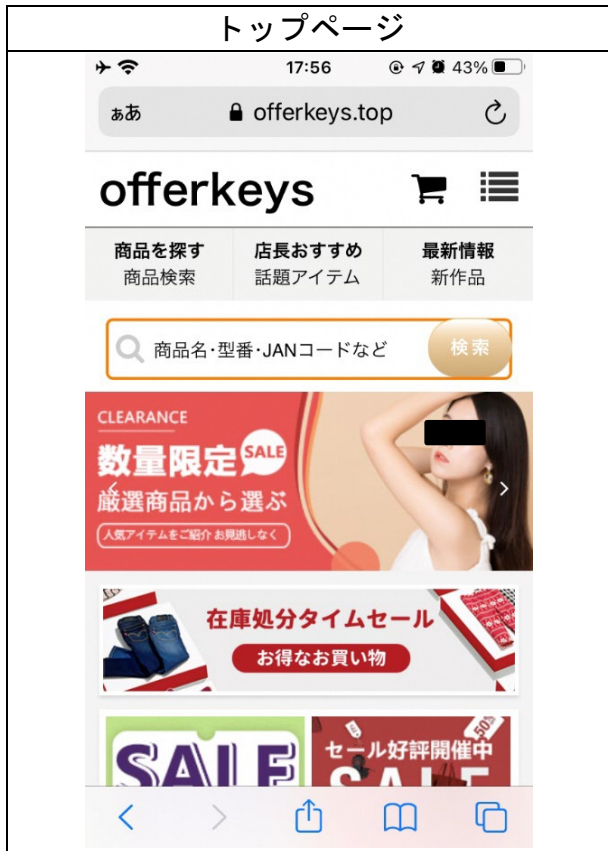 トップページ
17:56
43%
ああ
offerkeys.top
offerkeys
商品を探す
商品検索
店長おすすめ
話題アイテム
最新情報
新作品
商品名・型番・JANコードなど
検索
CLEARANCE
数量限定
SALE
厳選商品から選ぶ
人気アイテムをご紹介 お見逃しなく
在庫処分タイムセール
お得なお買い物
SALE
セール好評開催中
50%
SALE